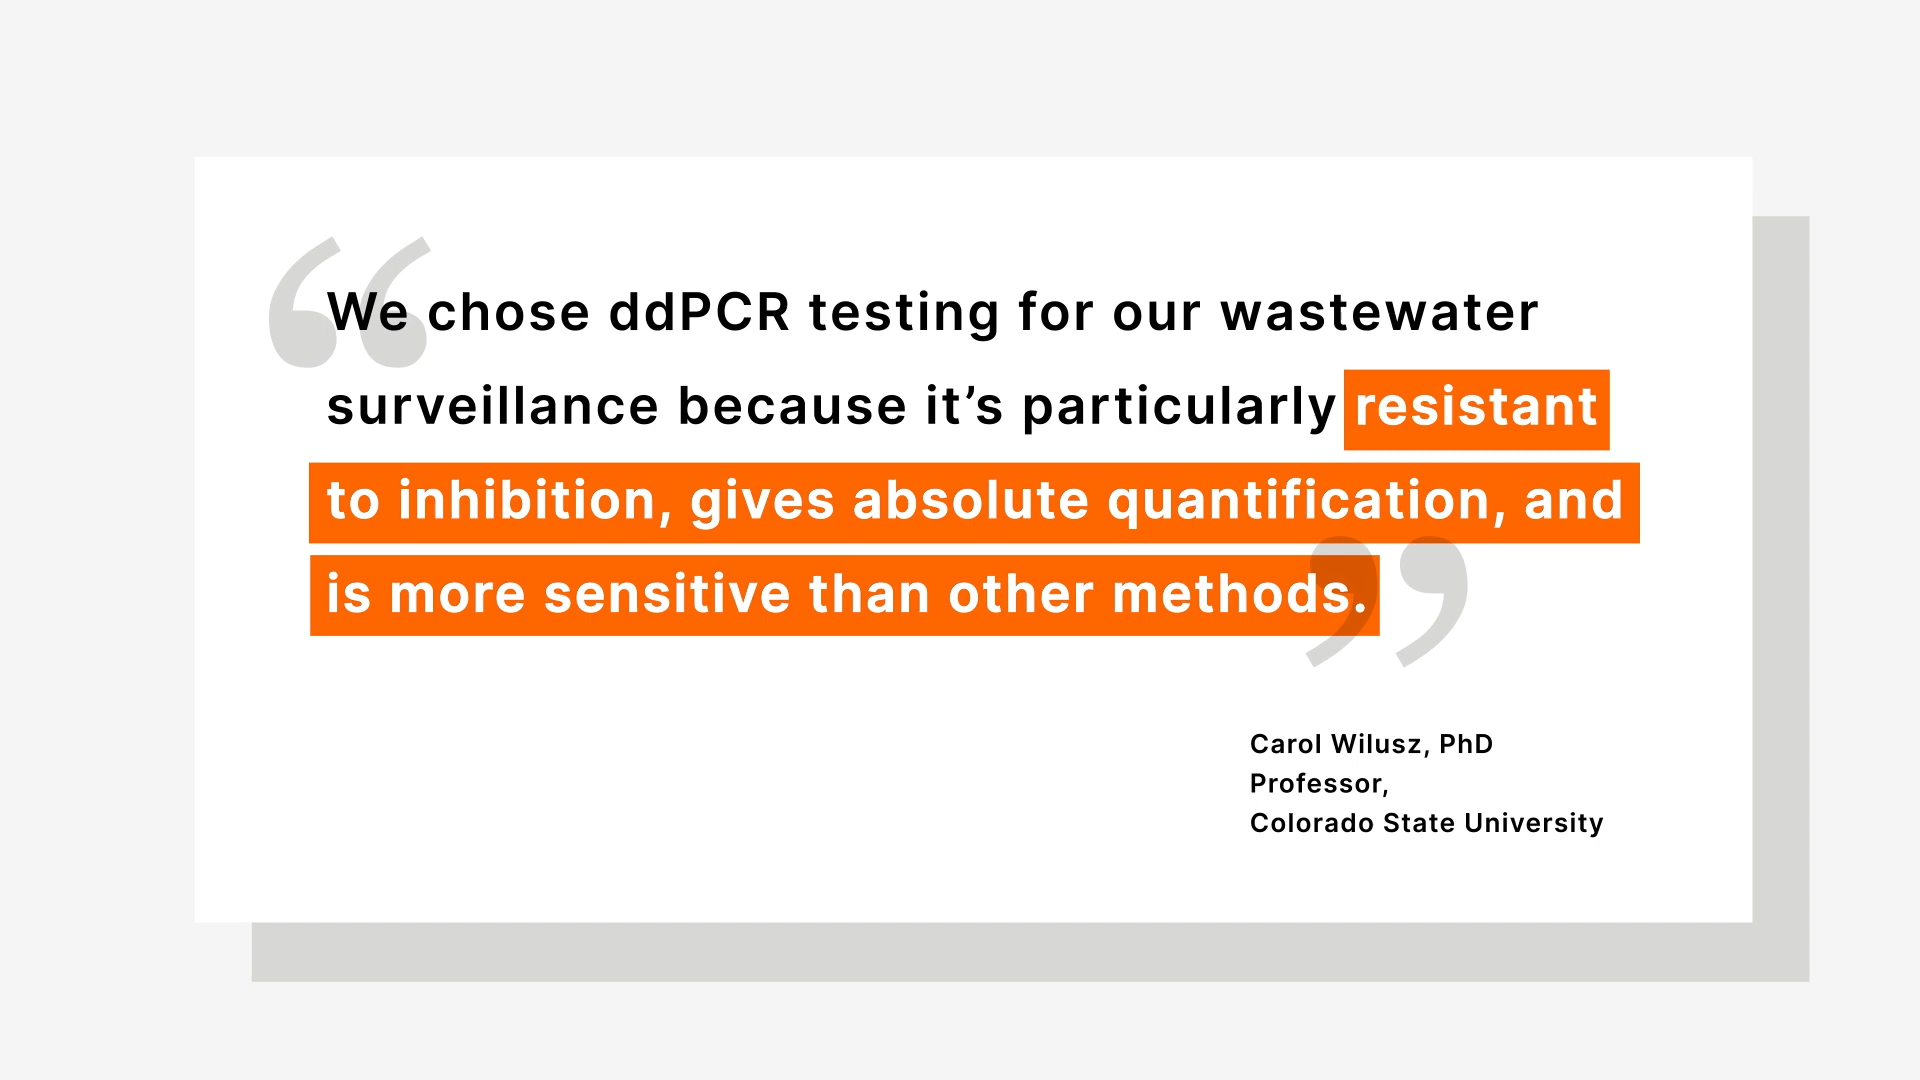 “We chose ddPCR testing for our wastewater
surveillance because it’s particularly resistant
to inhibition, gives absolute quantification, and
is more sensitive than other methods.”
Carol Wilusz, PhD
Professor,
Colorado State University